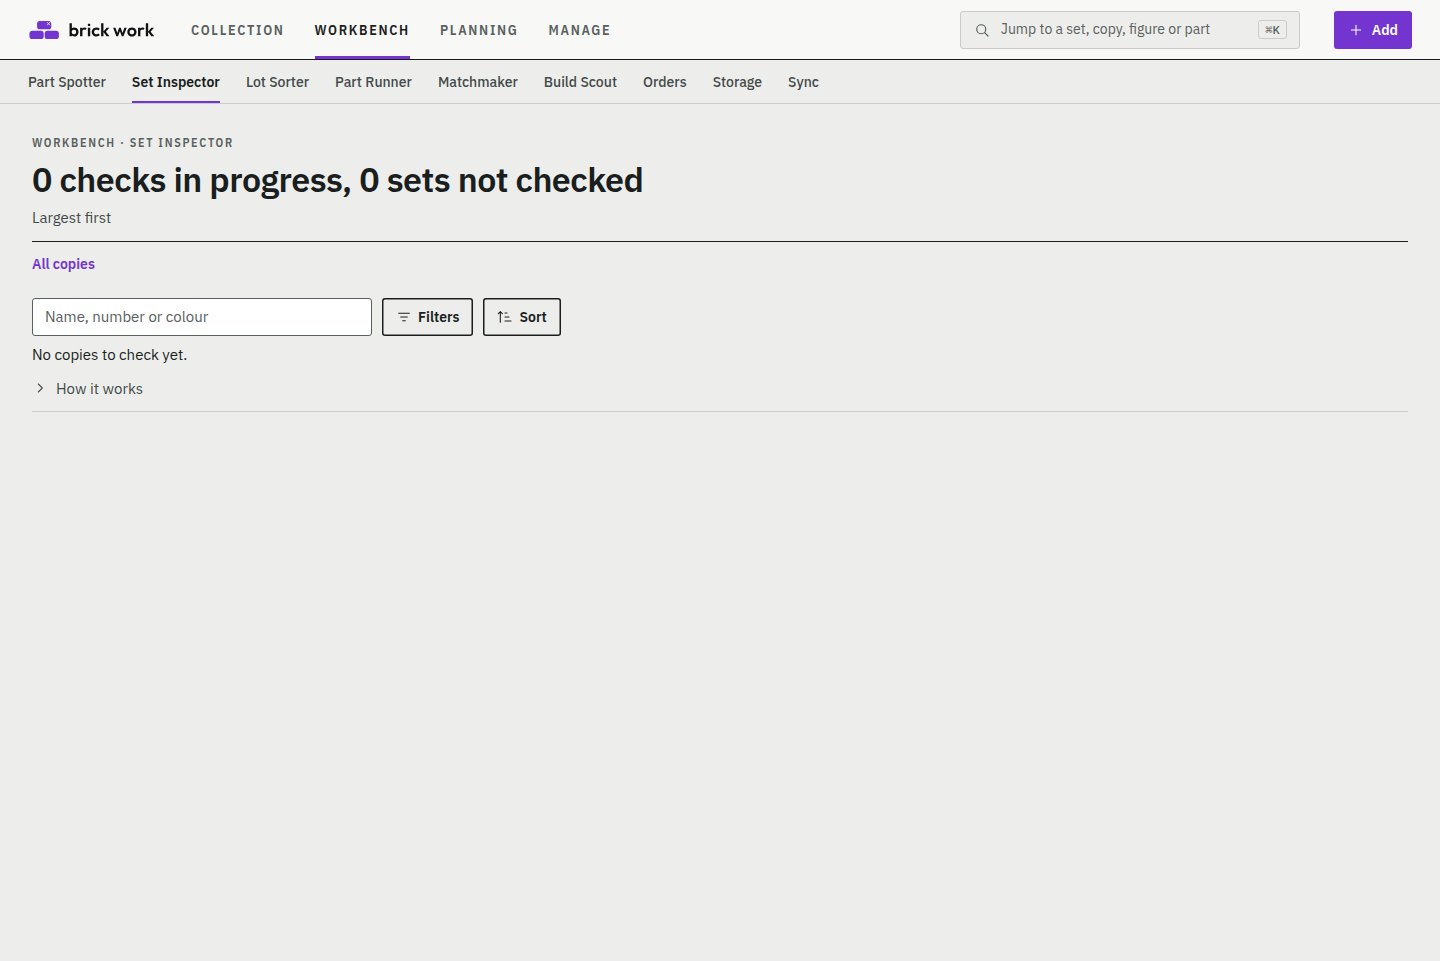 brick work
COLLECTION
WORKBENCH
PLANNING
MANAGE
Jump to a set, copy, figure or part
⌘K
Add
Part Spotter
Set Inspector
Lot Sorter
Part Runner
Matchmaker
Build Scout
Orders
Storage
Sync
WORKBENCH · SET INSPECTOR
0 checks in progress, 0 sets not checked
Largest first
All copies
Name, number or colour
Filters
Sort
No copies to check yet.
How it works